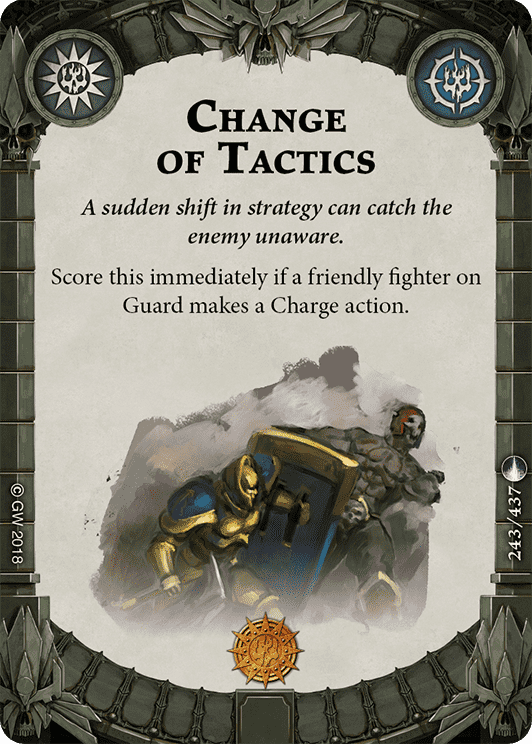 Change
of Tactics
A sudden shift in strategy can catch the
enemy unaware.
Score this immediately if a friendly fighter on
Guard makes a Charge action.
© GW 2018
243/437